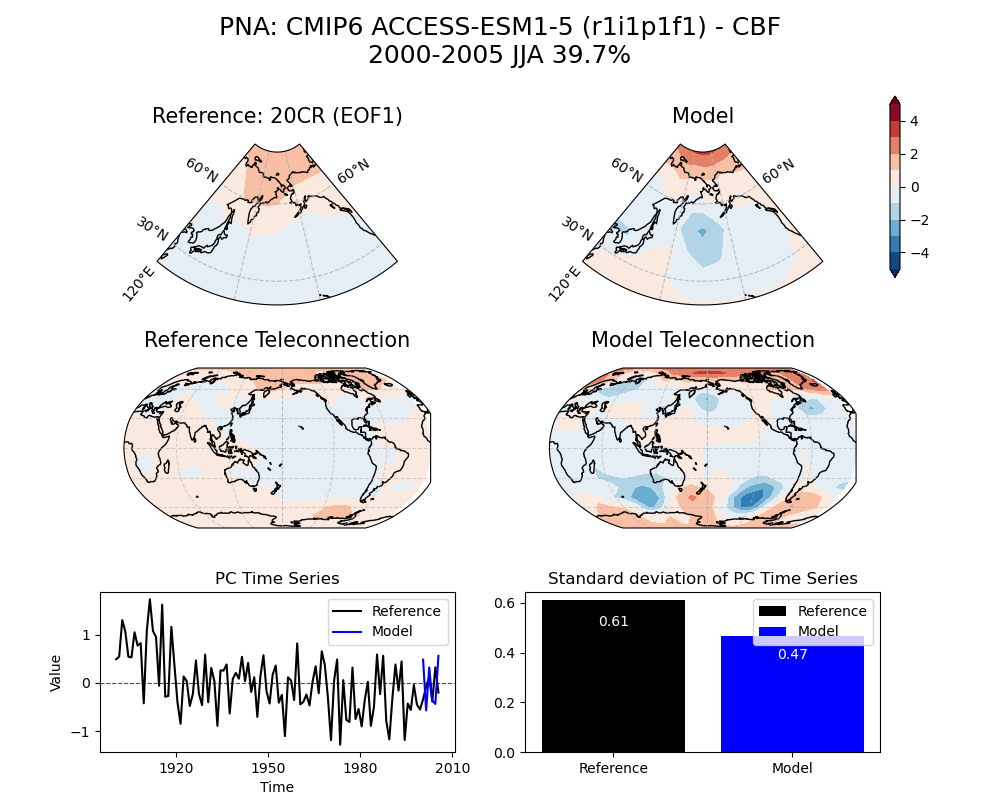 PNA: CMIP6 ACCESS-ESM1-5 (r1i1p1f1) - CBF
2000-2005 JJA 39.7%
Reference: 20CR (EOF1)
Model
60°N
60°N
30°N
120°E
60°N
60°N
30°N
120°E
4
2
0
−2
−4
Reference Teleconnection
Model Teleconnection
PC Time Series
Value
1
0
−1
Reference
Model
1920
1950
1980
2010
Time
Standard deviation of PC Time Series
0.6
0.4
0.2
0.0
Reference
Model
0.61
0.47
Reference
Model